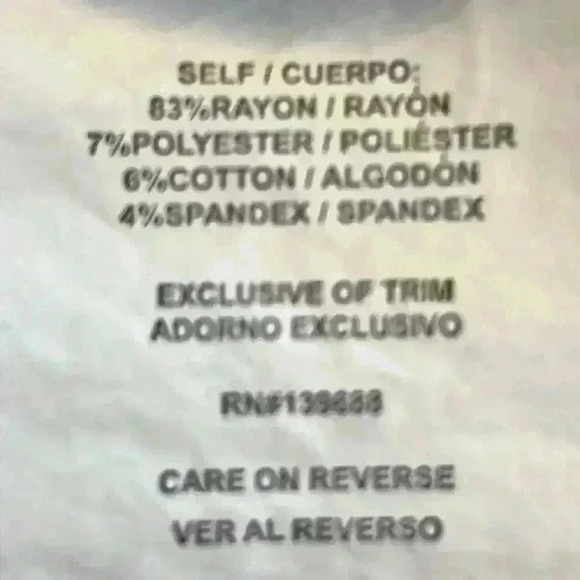 SELF / CUERPO:
83%RAYON / RAYÓN
7%POLYESTER / POLIÉSTER
6%COTTON / ALGODÓN
4%SPANDEX / SPANDEX
EXCLUSIVE OF TRIM
ADORNO EXCLUSIVO
CARE ON REVERSE
VER AL REVERSO